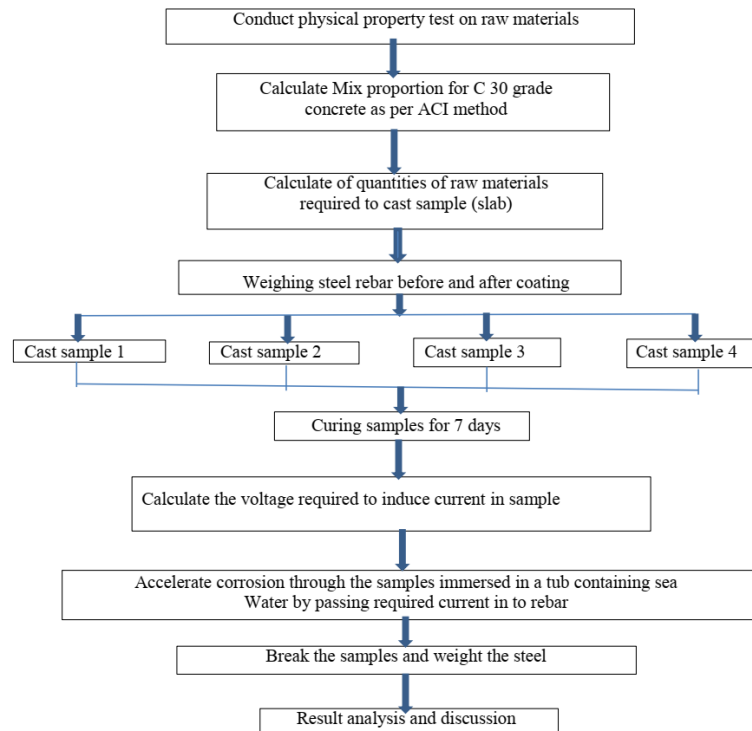 Conduct physical property test on raw materials
Calculate Mix proportion for C 30 grade
concrete as per ACI method
Calculate of quantities of raw materials
required to cast sample (slab)
Weighing steel rebar before and after coating
Cast sample 1
Cast sample 2
Cast sample 3
Cast sample 4
Curing samples for 7 days
Calculate the voltage required to induce current in sample
Accelerate corrosion through the samples immersed in a tub containing sea
Water by passing required current in to rebar
Break the samples and weight the steel
Result analysis and discussion